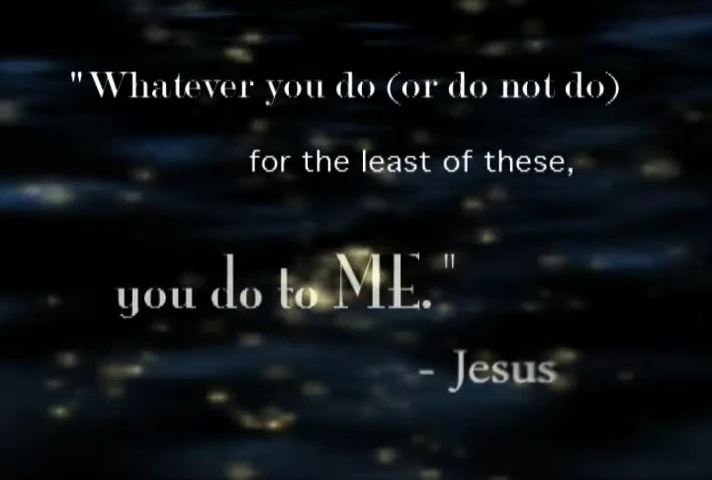 "Whatever you do (or do not do)
for the least of these,
you do to ME."
- Jesus